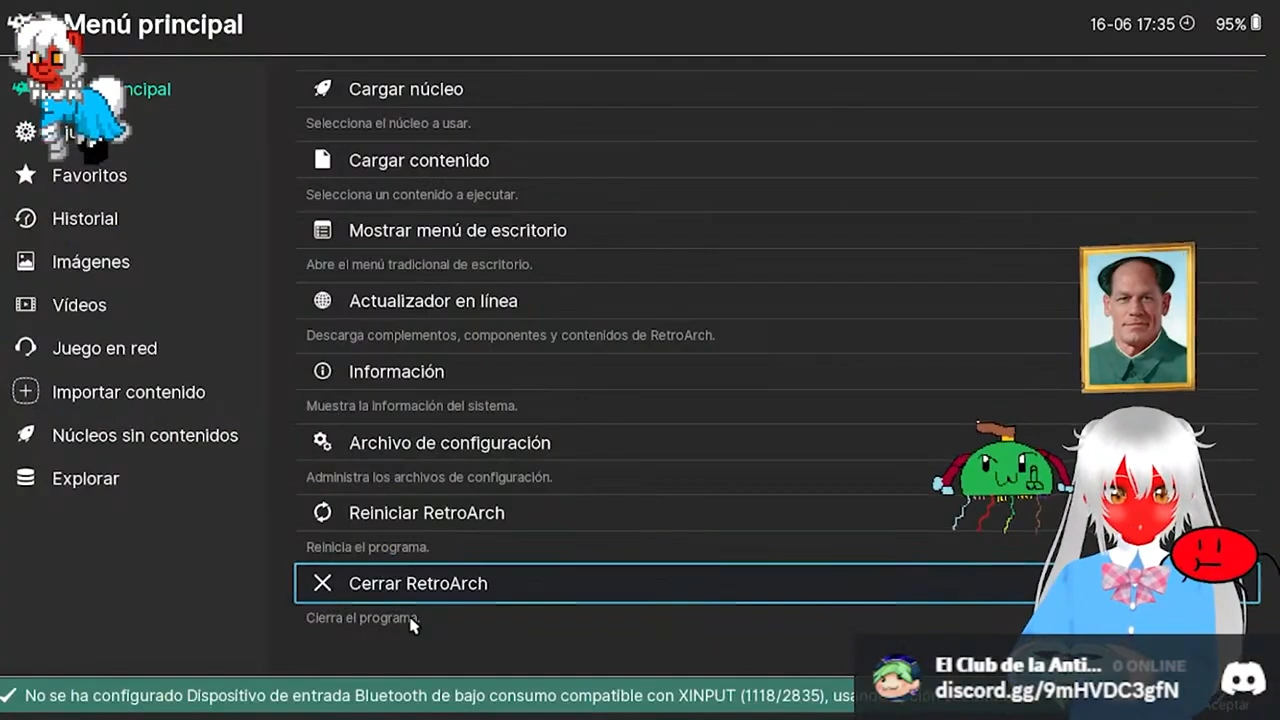 Menú principal
16-06 17:35
95%
ncipal
Favoritos
Historial
Imágenes
Vídeos
Juego en red
Importar contenido
Núcleos sin contenidos
Explorar
Cargar núcleo
Selecciona el núcleo a usar.
Cargar contenido
Selecciona un contenido a ejecutar.
Mostrar menú de escritorio
Abre el menú tradicional de escritorio.
Actualizador en línea
Descarga complementos, componentes y contenidos de RetroArch.
Información
Muestra la información del sistema.
Archivo de configuración
Administra los archivos de configuración.
Reiniciar RetroArch
Reinicia el programa.
Cerrar RetroArch
Cierra el programa.
El Club de la Anti... 0 ONLINE
discord.gg/9mHVDC3gfN
No se ha configurado Dispositivo de entrada Bluetooth de bajo consumo compatible con XINPUT (1118/2835),
Aceptar